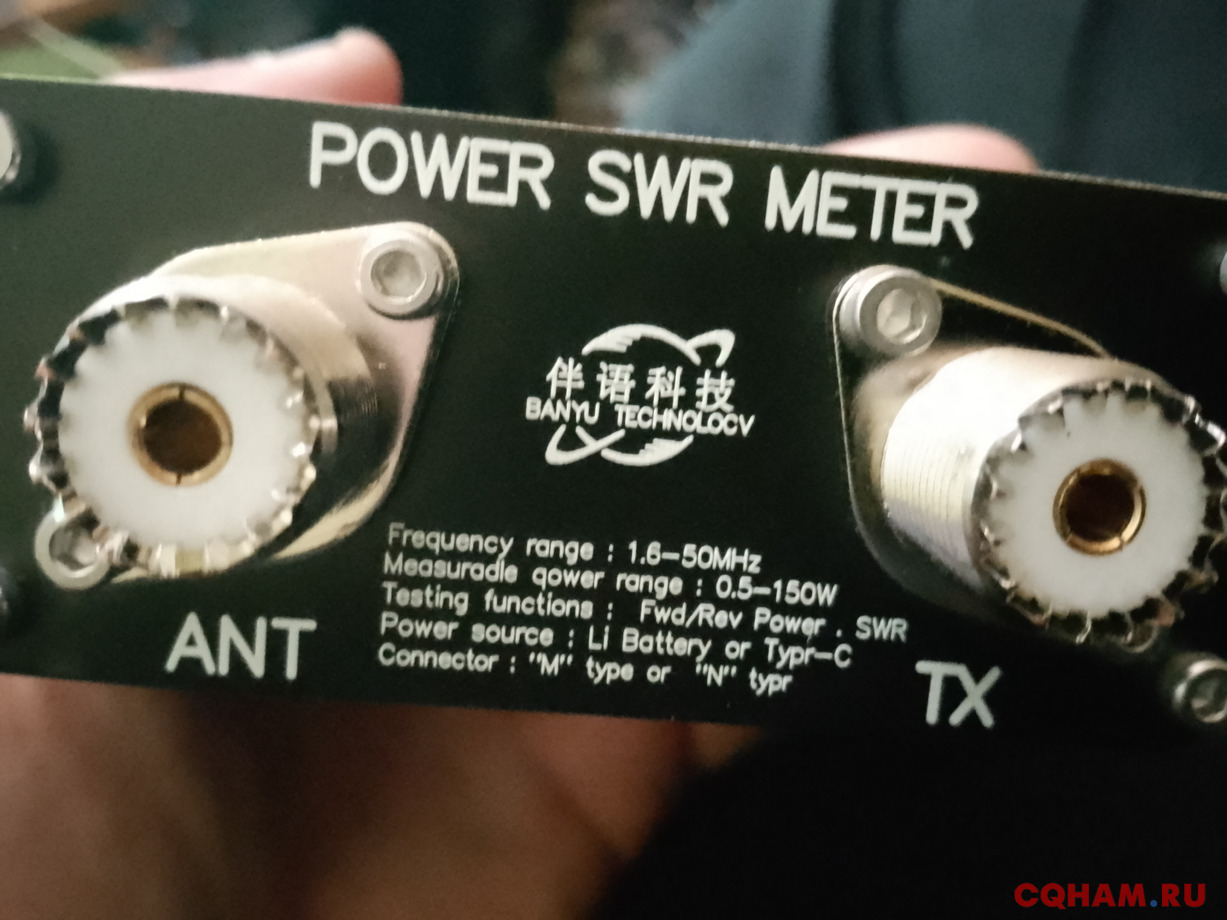 POWER SWR METER
伴语科技
BANYU TECHNOLOCV
Frequency range : 1.6-50MHz
Measuradle qower range : 0.5-150W
Testing functions : Fwd/Rev Power . SWR
Power source : Li Battery or Typr-C
Connector : "M" type or "N" typr
ANT
TX
CQHAM.RU